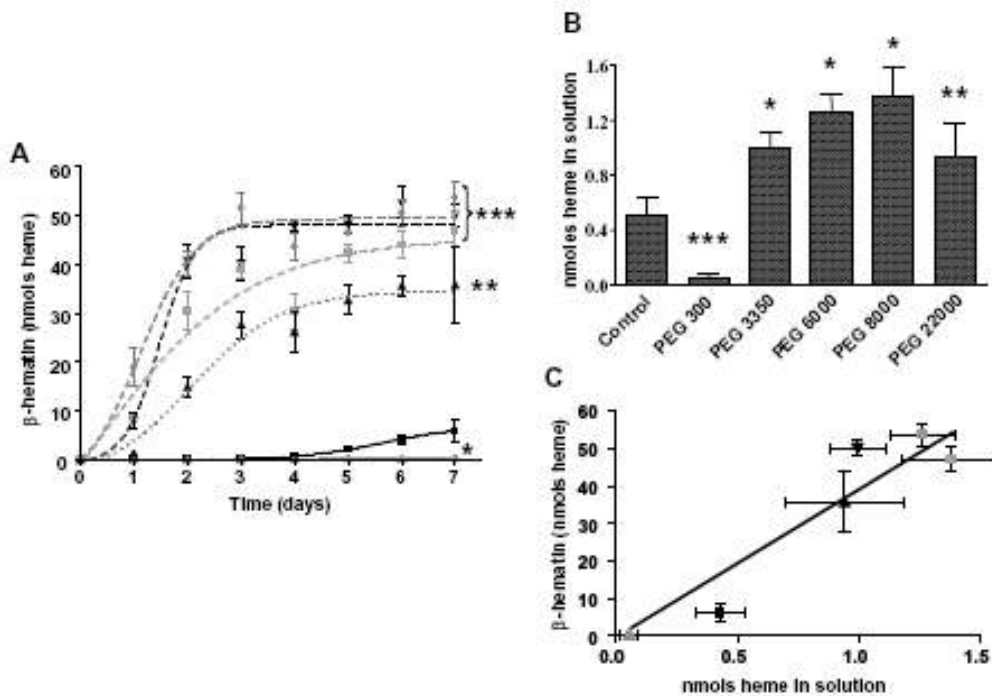 A
β-hematin (nmols heme)
60
50
40
30
20
10
0
0 1 2 3 4 5 6 7
Time (days)
***
**
*
B
nmoles heme in solution
1.6
1.2
0.8
0.4
0.0
*** * * * **
Control PEG 300 PEG 3350 PEG 6000 PEG 8000 PEG 22000
C
β-hematin (nmols heme)
60
50
40
30
20
10
0
0.0 0.5 1.0 1.5
nmols heme in solution